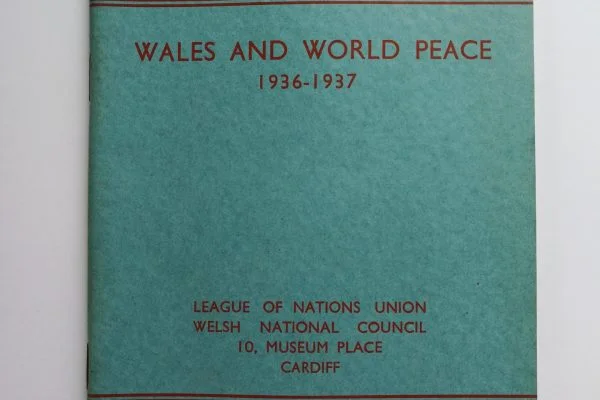 WALES AND WORLD PEACE
1936-1937
LEAGUE OF NATIONS UNION
WELSH NATIONAL COUNCIL
10, MUSEUM PLACE
CARDIFF